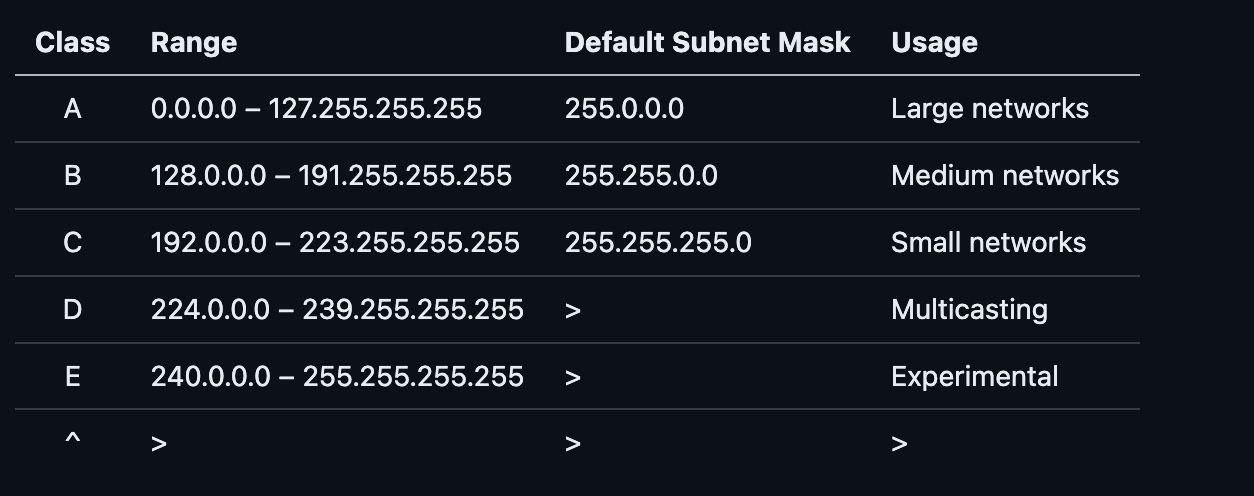 Class Range Default Subnet Mask Usage
A 0.0.0.0 – 127.255.255.255 255.0.0.0 Large networks
B 128.0.0.0 – 191.255.255.255 255.255.0.0 Medium networks
C 192.0.0.0 – 223.255.255.255 255.255.255.0 Small networks
D 224.0.0.0 – 239.255.255.255 > Multicasting
E 240.0.0.0 – 255.255.255.255 > Experimental
^ > > >